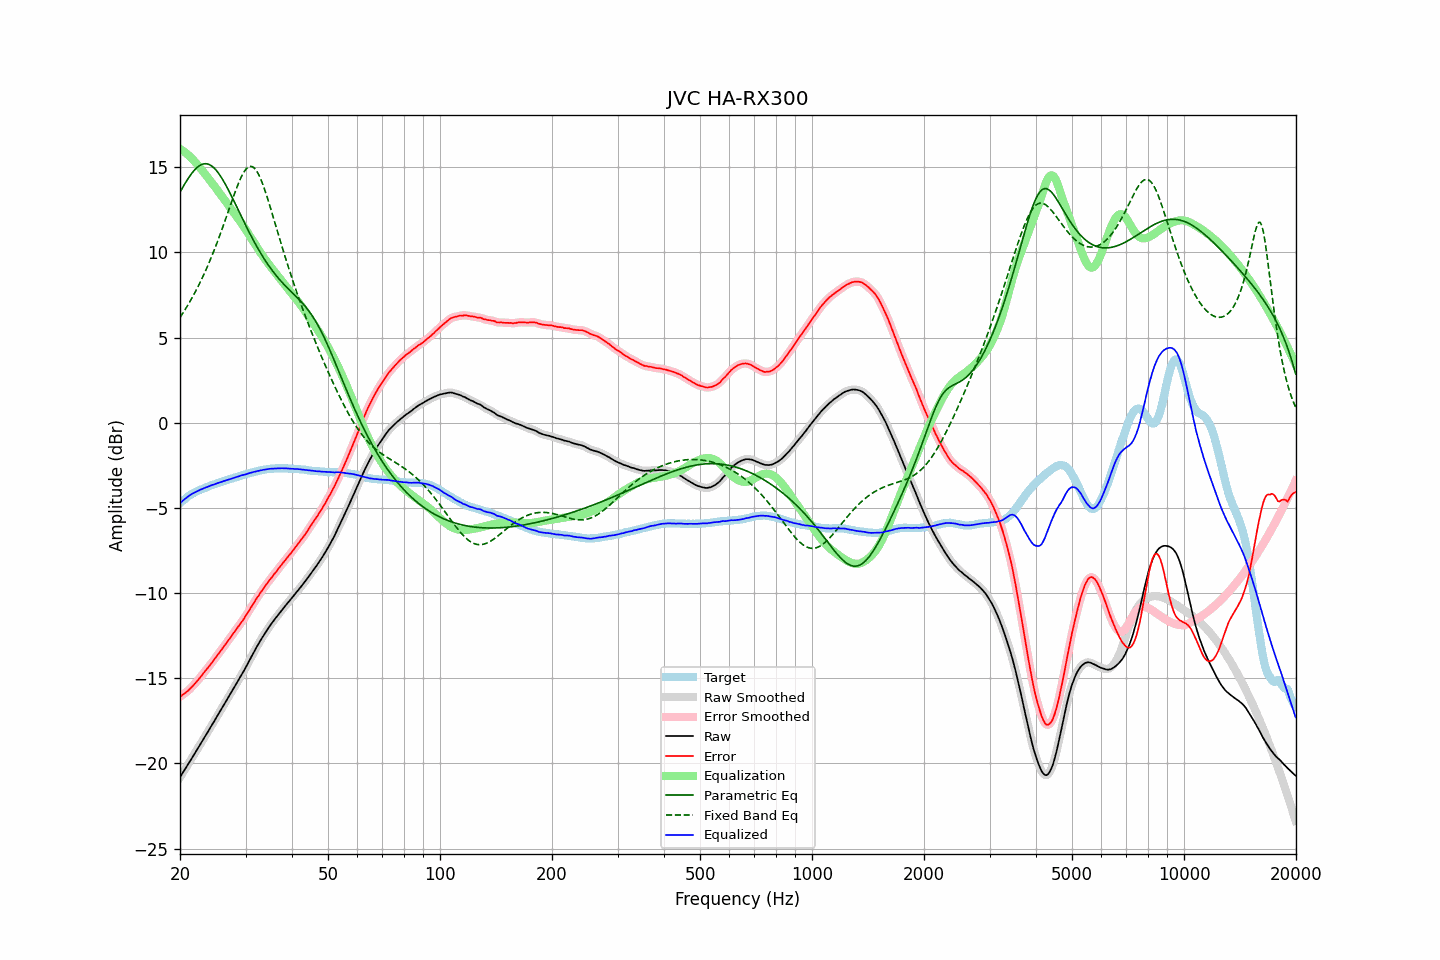 JVC HA-RX300
Amplitude (dBr)
15
10
5
0
−5
−10
−15
−20
−25
20
50
100
200
500
1000
2000
5000
10000
20000
Frequency (Hz)
Target
Raw Smoothed
Error Smoothed
Raw
Error
Equalization
Parametric Eq
Fixed Band Eq
Equalized